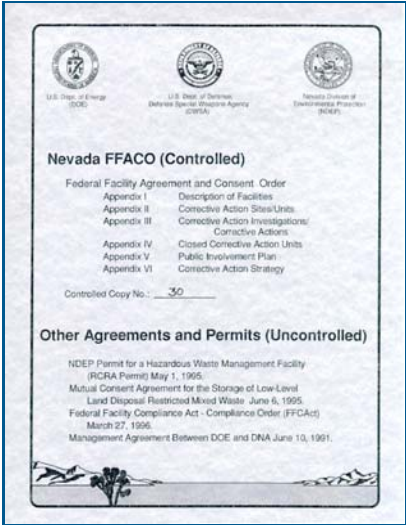 U.S. Dept. of Energy
(DOE)
U.S. Dept. of Defense
Defense Special Weapons Agency
(DWSA)
Nevada Division of
Environmental Protection
(NDEP)
Nevada FFACO (Controlled)
Federal Facility Agreement and Consent Order
Appendix I Description of Facilities
Appendix II Corrective Action Sites/Units
Appendix III Corrective Action Investigations/
Corrective Actions
Appendix IV Closed Corrective Action Units
Appendix V Public Involvement Plan
Appendix VI Corrective Action Strategy
Controlled Copy No.: 30
Other Agreements and Permits (Uncontrolled)
NDEP Permit for a Hazardous Waste Management Facility
(RCRA Permit) May 1, 1995.
Mutual Consent Agreement for the Storage of Low-Level
Land Disposal Restricted Mixed Waste June 6, 1995.
Federal Facility Compliance Act - Compliance Order (FFCAct)
March 27, 1996.
Management Agreement Between DOE and DNA June 10, 1991.